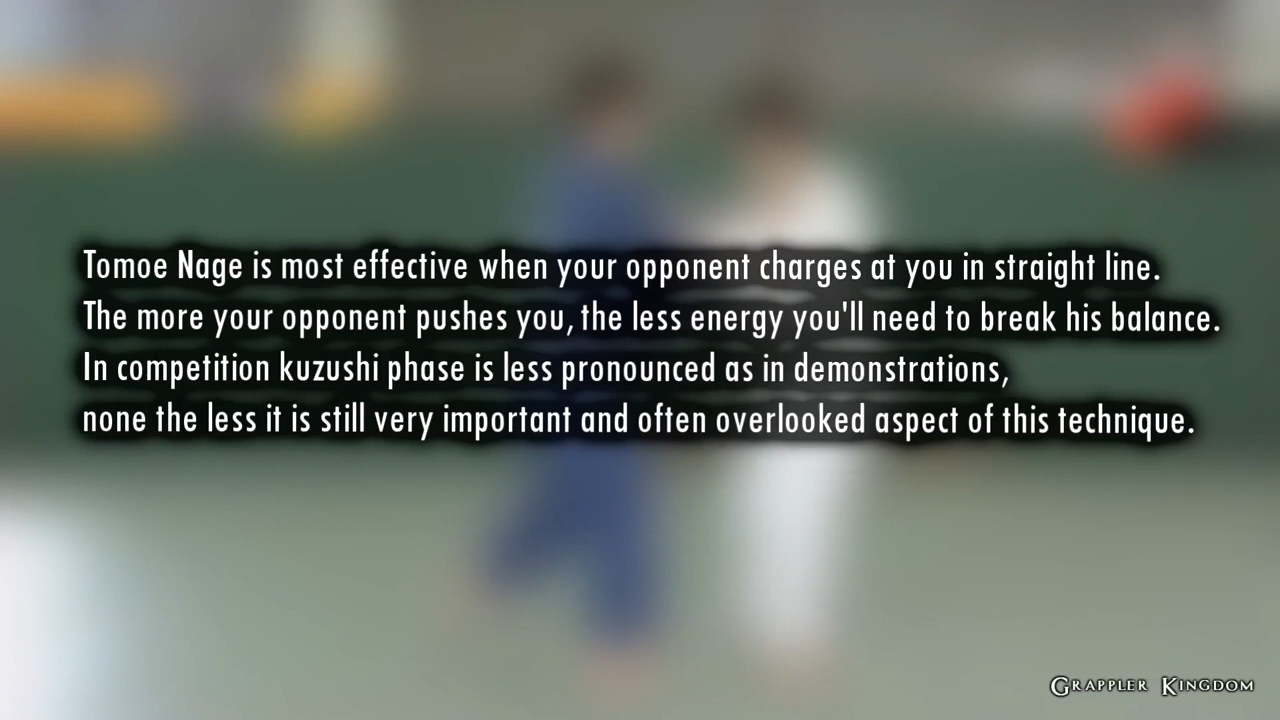 Tomoe Nage is most effective when your opponent charges at you in straight line.
The more your opponent pushes you, the less energy you'll need to break his balance.
In competition kuzushi phase is less pronounced as in demonstrations,
none the less it is still very important and often overlooked aspect of this technique.
Grappler Kingdom